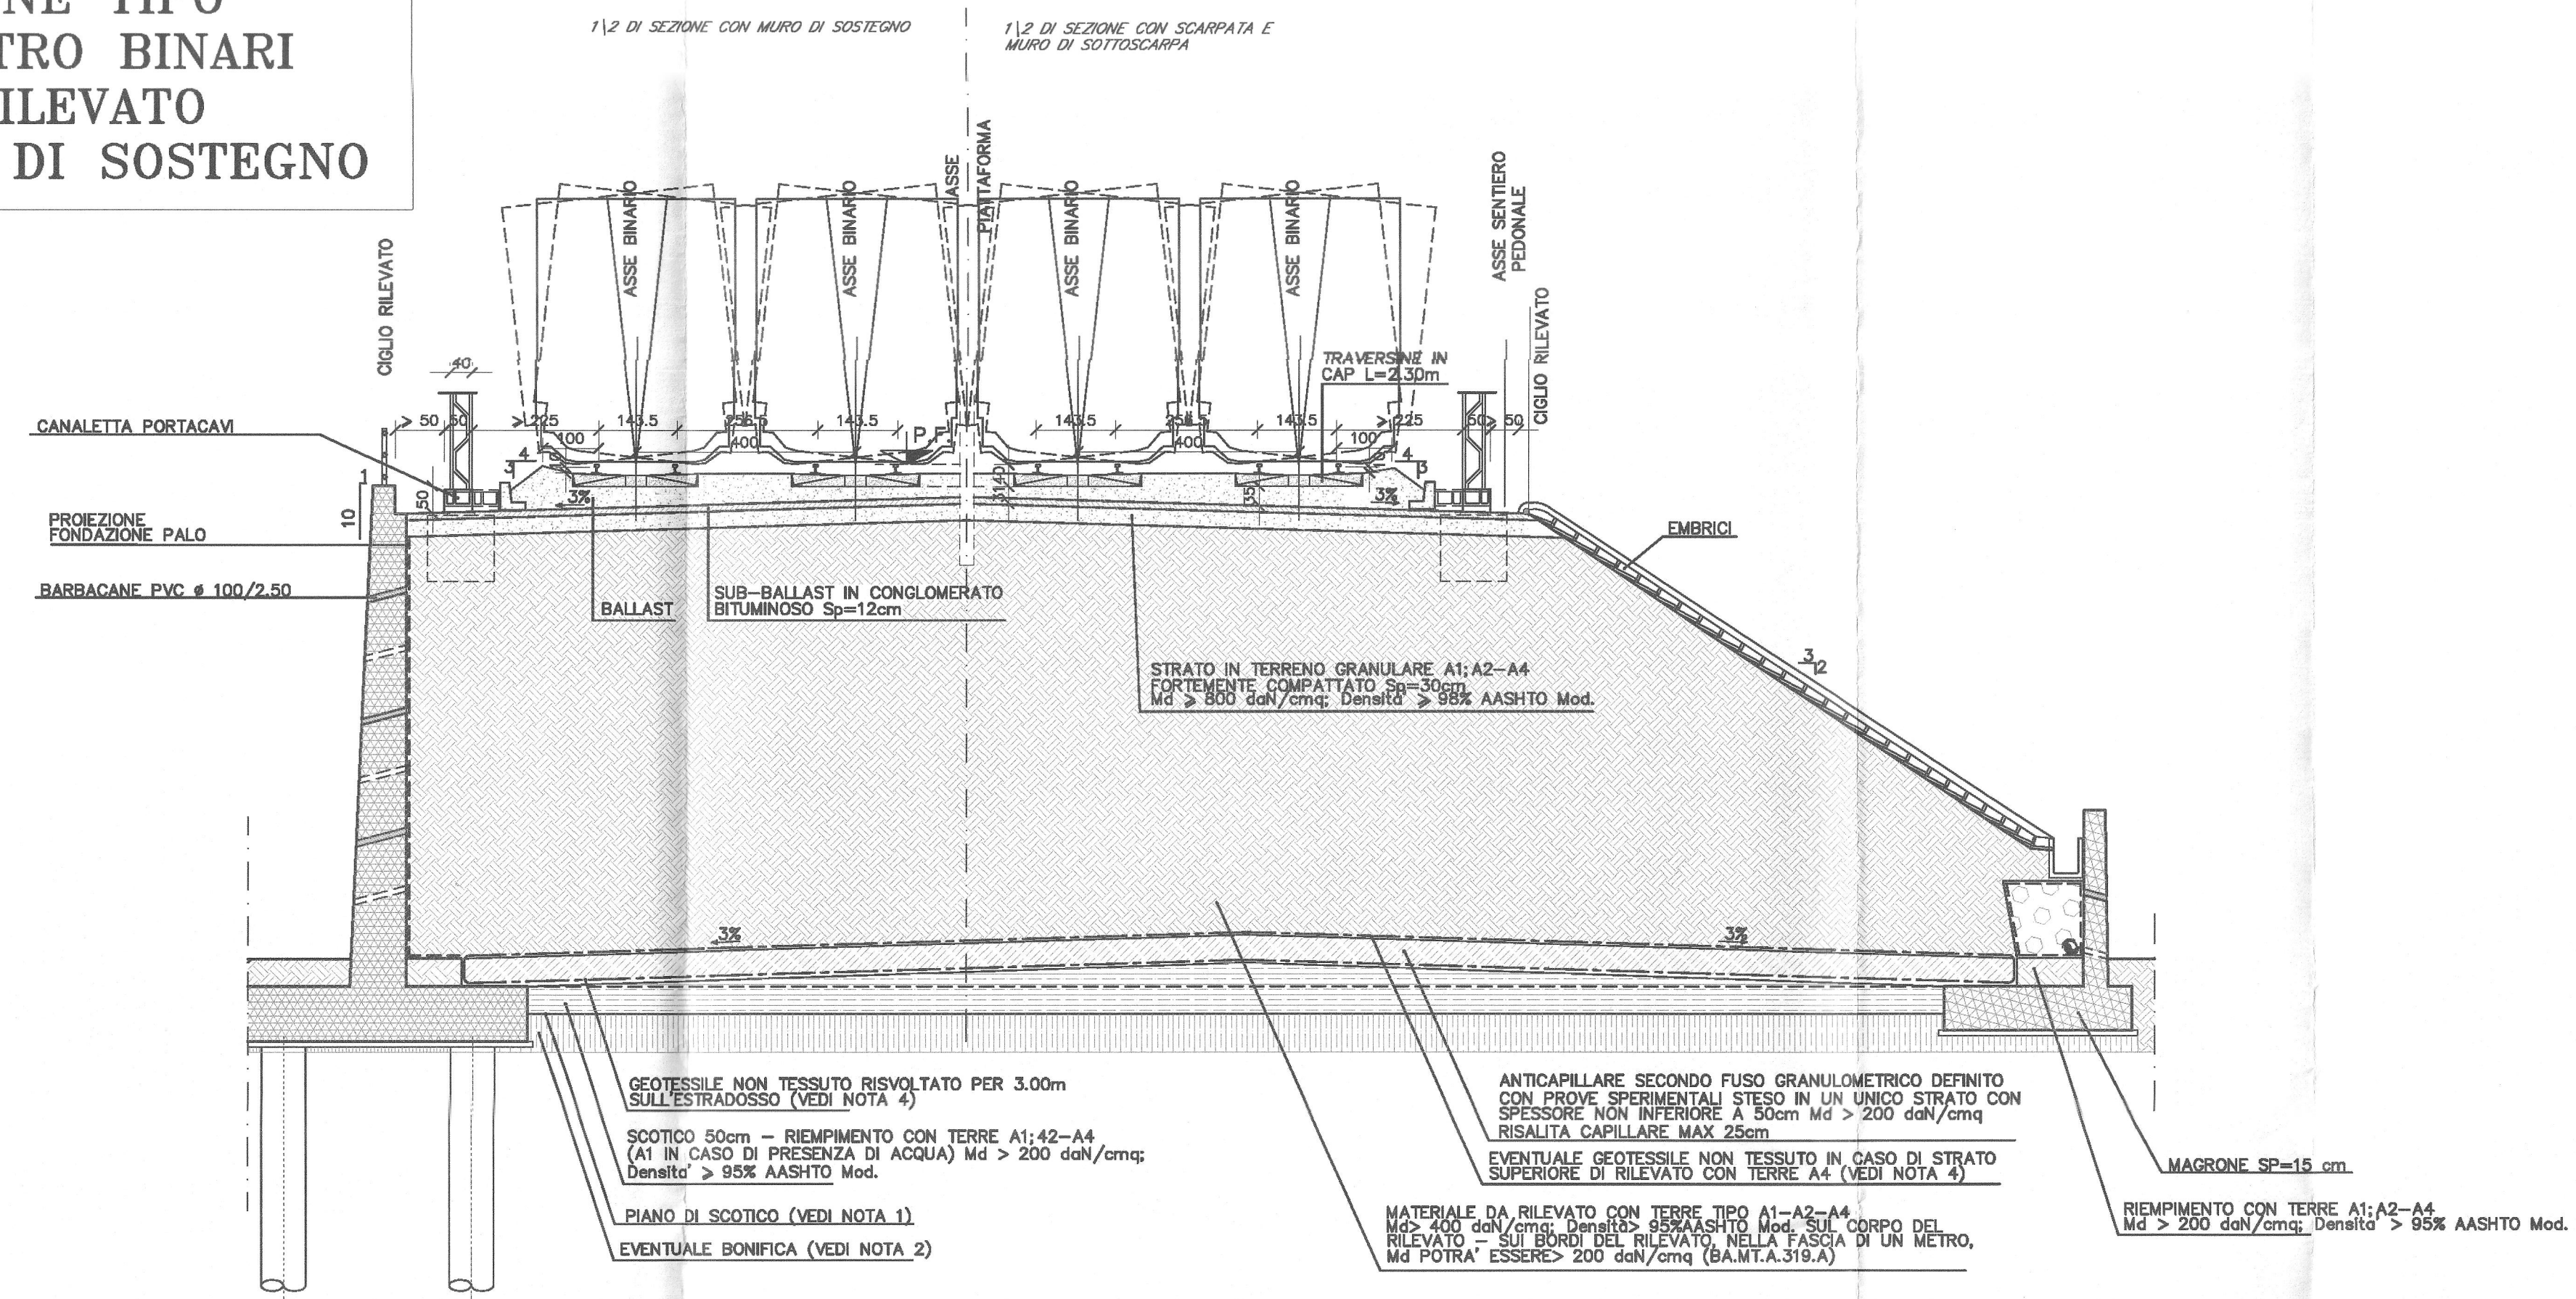 TIPO
BINARI
DI SOSTEGNO
1\2 DI SEZIONE CON MURO DI SOSTEGNO
1\2 DI SEZIONE CON SCARPATA E
MURO DI SOTTOSCARPA
CIGLIO RILEVATO
ASSE BINARIO
ASSE BINARIO
ASSE
PIATTAFORMA
ASSE BINARIO
ASSE BINARIO
ASSE SENTIERO
PEDONALE
CIGLIO RILEVATO
TRAVERSINE IN
CAP L=2.30m
40
CANALETTA PORTACAVI
> 50
50
> 225
143.5
256.5
143.5
143.5
256.5
143.5
> 225
50
> 50
100
400
P.F.
400
100
3
4
4
3
1
10
50
3%
35
3%
PROIEZIONE
FONDAZIONE PALO
EMBRICI
BARBACANE PVC ø 100/2.50
BALLAST
SUB-BALLAST IN CONGLOMERATO
BITUMINOSO Sp=12cm
STRATO IN TERRENO GRANULARE A1;A2-A4
FORTEMENTE COMPATTATO Sp=30cm
Md ⩾ 800 daN/cmq; Densita' ⩾ 98% AASHTO Mod.
3
2
3%
3%
GEOTESSILE NON TESSUTO RISVOLTATO PER 3.00m
SULL'ESTRADOSSO (VEDI NOTA 4)
SCOTICO 50cm - RIEMPIMENTO CON TERRE A1;42-A4
(A1 IN CASO DI PRESENZA DI ACQUA) Md > 200 daN/cmq;
Densita' ⩾ 95% AASHTO Mod.
PIANO DI SCOTICO (VEDI NOTA 1)
EVENTUALE BONIFICA (VEDI NOTA 2)
ANTICAPILLARE SECONDO FUSO GRANULOMETRICO DEFINITO
CON PROVE SPERIMENTALI STESO IN UN UNICO STRATO CON
SPESSORE NON INFERIORE A 50cm Md > 200 daN/cmq
RISALITA CAPILLARE MAX 25cm
EVENTUALE GEOTESSILE NON TESSUTO IN CASO DI STRATO
SUPERIORE DI RILEVATO CON TERRE A4 (VEDI NOTA 4)
MATERIALE DA RILEVATO CON TERRE TIPO A1-A2-A4
Md> 400 daN/cmq; Densità> 95%AASHTO Mod. SUL CORPO DEL
RILEVATO - SUI BORDI DEL RILEVATO, NELLA FASCIA DI UN METRO,
Md POTRA' ESSERE> 200 daN/cmq (BA.MT.A.319.A)
MAGRONE SP=15 cm
RIEMPIMENTO CON TERRE A1;A2-A4
Md > 200 daN/cmq; Densita' > 95% AASHTO Mod.